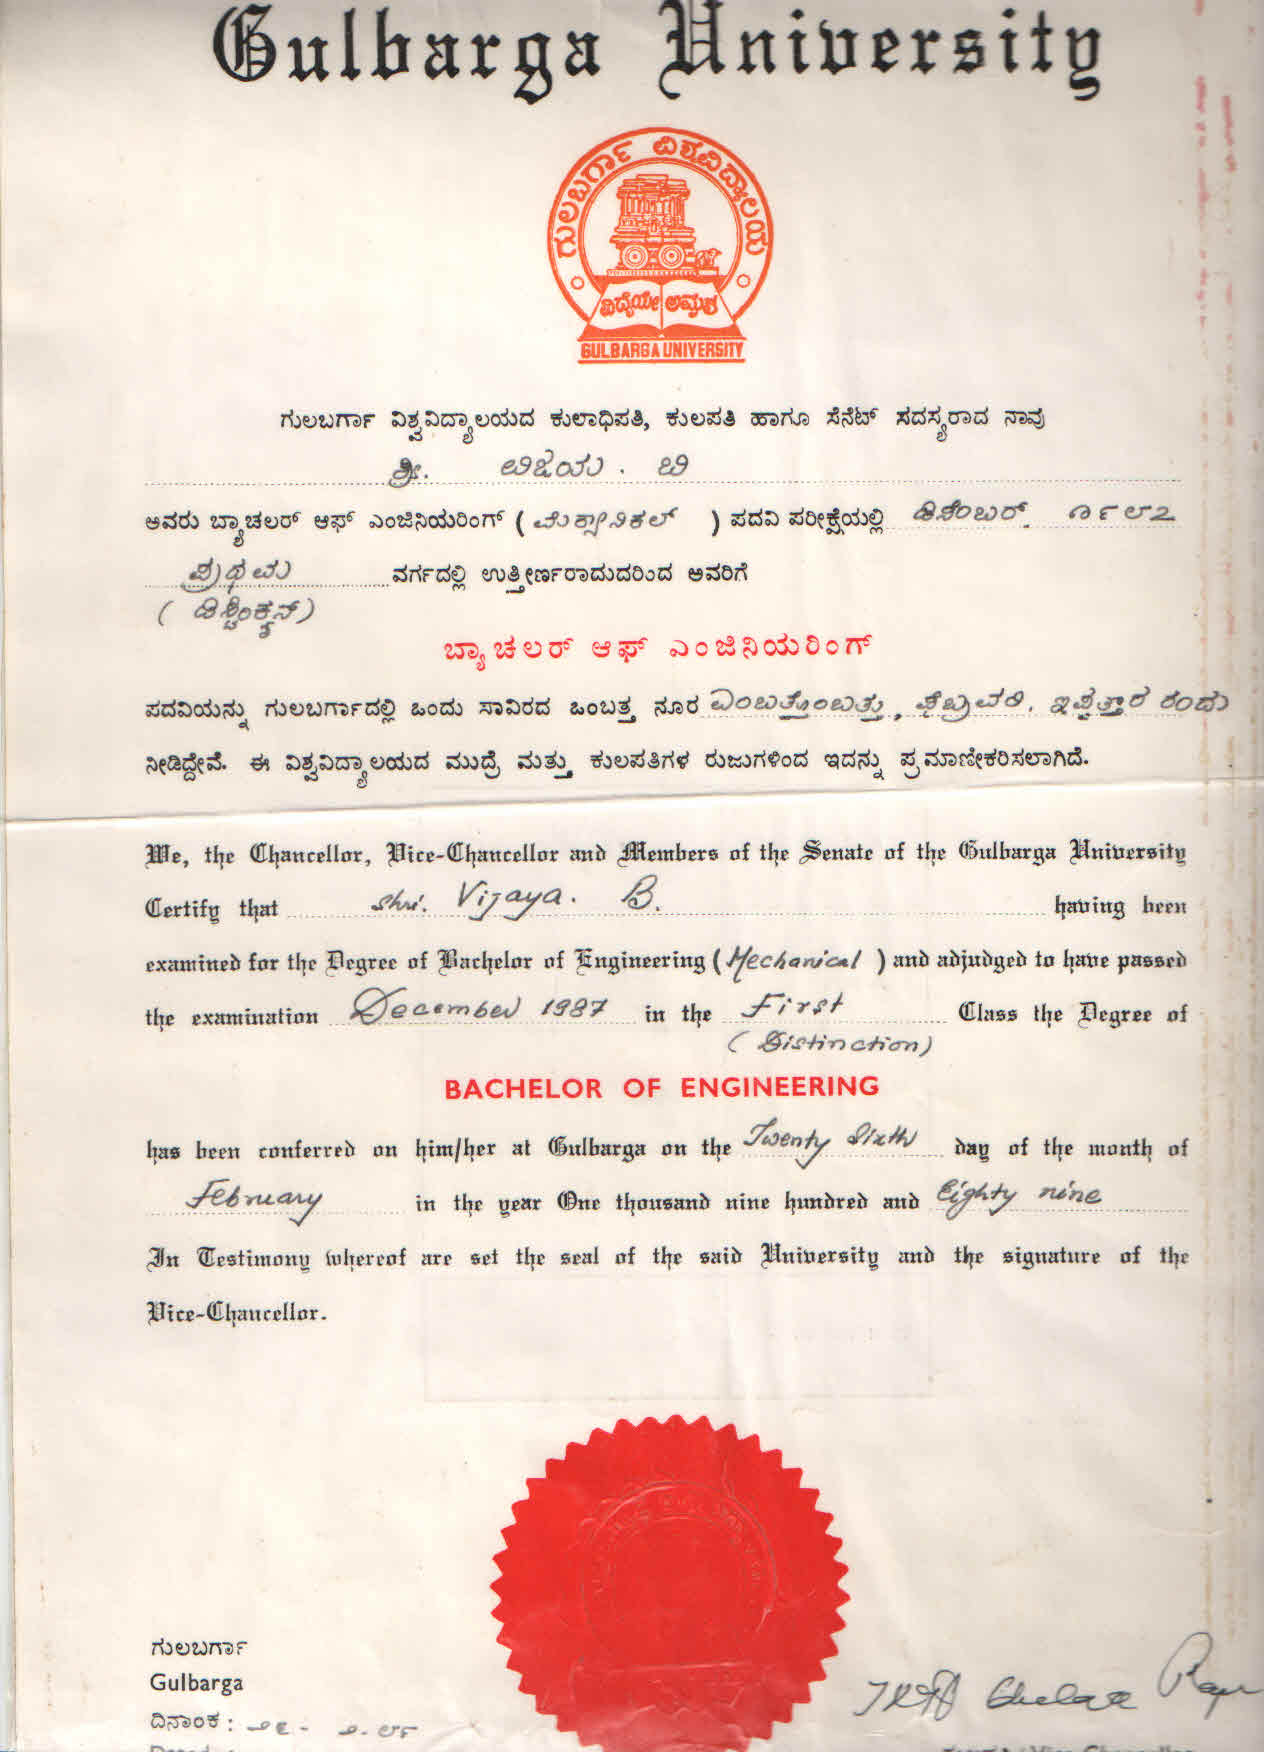 Gulbarga University
ಗುಲಬರ್ಗಾ ವಿಶ್ವವಿದ್ಯಾಲಯ
ವಿದ್ಯೆಯೇ ಅಮೃತ
GULBARGA UNIVERSITY
ಗುಲಬರ್ಗಾ ವಿಶ್ವವಿದ್ಯಾಲಯದ ಕುಲಾಧಿಪತಿ, ಕುಲಪತಿ ಹಾಗೂ ಸೆನೆಟ್ ಸದಸ್ಯರಾದ ನಾವು
ಶ್ರೀ. ವಿಜಯ. ಬಿ
ಅವರು ಬ್ಯಾಚಲರ್ ಆಫ್ ಎಂಜಿನಿಯರಿಂಗ್ (ಮೆಕ್ಯಾನಿಕಲ್) ಪದವಿ ಪರೀಕ್ಷೆಯಲ್ಲಿ ಡಿಸೆಂಬರ್. ೧೯೮೭
ಪ್ರಥಮ ವರ್ಗದಲ್ಲಿ ಉತ್ತೀರ್ಣರಾದುದರಿಂದ ಅವರಿಗೆ
(ಡಿಸ್ಟಿಂಕ್ಷನ್)
ಬ್ಯಾಚಲರ್ ಆಫ್ ಎಂಜಿನಿಯರಿಂಗ್
ಪದವಿಯನ್ನು ಗುಲಬರ್ಗಾದಲ್ಲಿ ಒಂದು ಸಾವಿರದ ಒಂಬತ್ತ ನೂರ ಎಂಬತ್ತೊಂಬತ್ತು, ಫೆಬ್ರುವರಿ, ಇಪ್ಪತ್ತಾರ ರಂದು
ನೀಡಿದ್ದೇವೆ. ಈ ವಿಶ್ವವಿದ್ಯಾಲಯದ ಮುದ್ರೆ ಮತ್ತು ಕುಲಪತಿಗಳ ರುಜುಗಳಿಂದ ಇದನ್ನು ಪ್ರಮಾಣೀಕರಿಸಲಾಗಿದೆ.
We, the Chancellor, Vice-Chancellor and Members of the Senate of the Gulbarga University
Certify that Shri. Vijaya. B. having been
examined for the Degree of Bachelor of Engineering (Mechanical) and adjudged to have passed
the examination December 1987 in the First Class the Degree of
(Distinction)
BACHELOR OF ENGINEERING
has been conferred on him/her at Gulbarga on the Twenty Sixth day of the month of
February in the year One thousand nine hundred and Eighty nine
In Testimony whereof are set the seal of the said University and the signature of the
Vice-Chancellor.
ಗುಲಬರ್ಗಾ
Gulbarga
ದಿನಾಂಕ : ೨೬-೨-೮೯